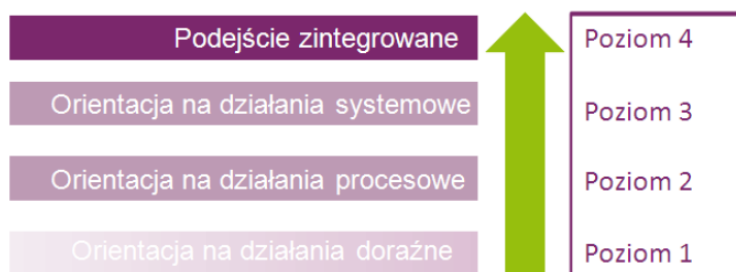 Podejście zintegrowane Poziom 4
Orientacja na działania systemowe Poziom 3
Orientacja na działania procesowe Poziom 2
Orientacja na działania doraźne Poziom 1